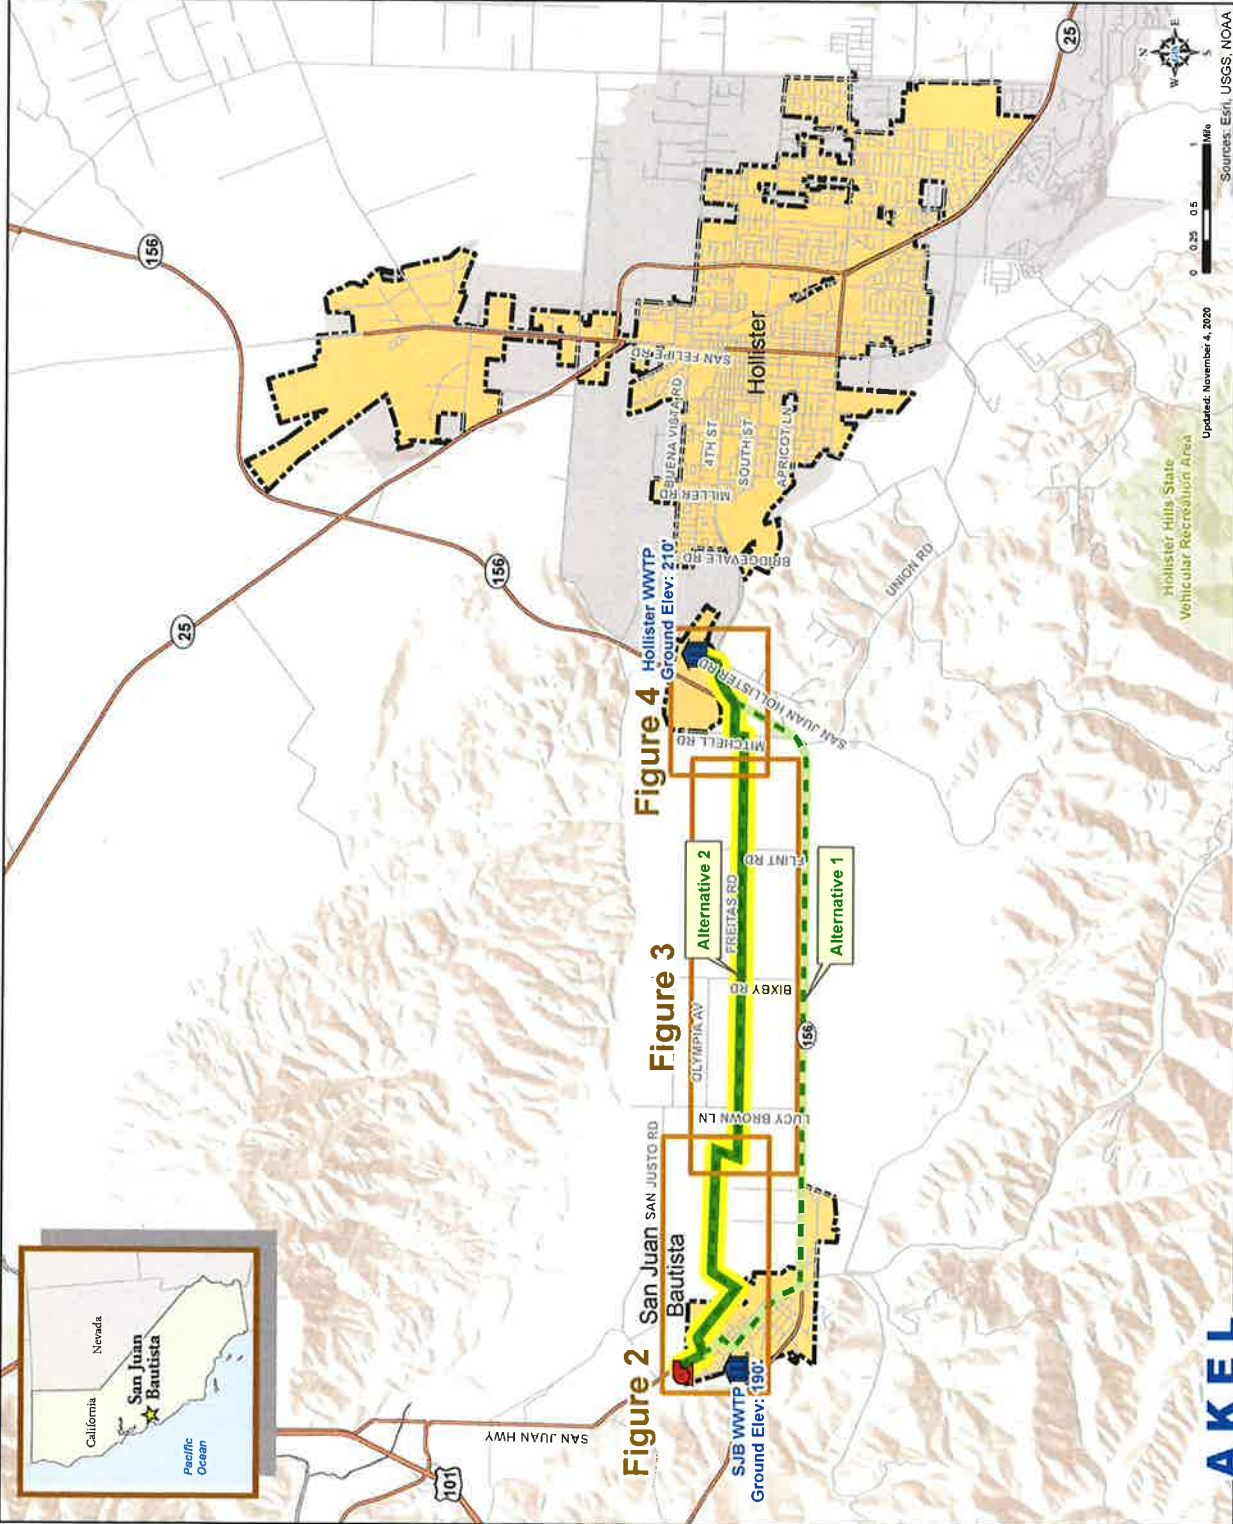 Nevada
California
San Juan
Bautista
Pacific
Ocean
101
SAN JUAN HWY
Figure 2
SJB WWTP
Ground Elev: 190'
San Juan
Bautista
SAN JUSTO RD
LUCY BROWN LN
OLYMPIA AV
Figure 3
BIXBY RD
FREITAS RD
FLINT RD
Alternative 2
Alternative 1
156
Figure 4
MITCHELL RD
SAN JUAN HOLLISTER RD
Hollister WWTP
Ground Elev: 210'
25
156
156
BRIDGEVALE RD
MILLER RD
BUENA VISTA RD
4TH ST
SOUTH ST
APRICOT LN
SAN FELIPE RD
Hollister
UNION RD
25
Hollister Hills State
Vehicular Recreation Area
Updated: November 4, 2020
0 0.25 0.5 1
Mile
N
W E
S
GIS
Sources: Esri, USGS, NOAA
AKEL